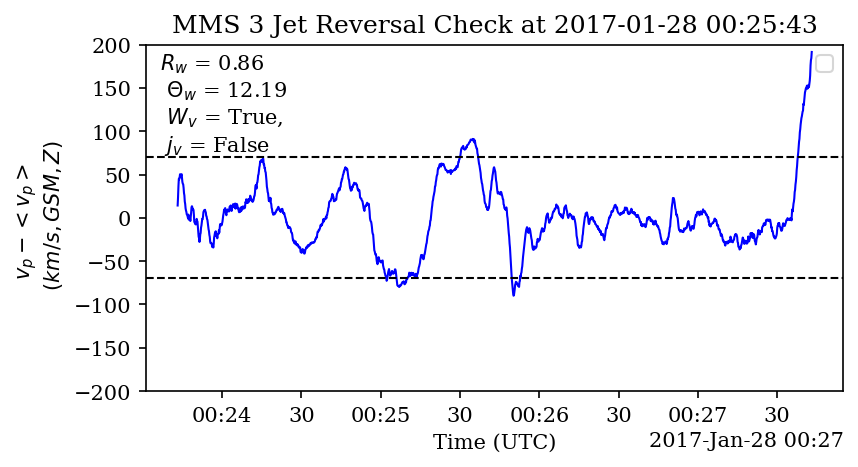 MMS 3 Jet Reversal Check at 2017-01-28 00:25:43
R_w = 0.86
Θ_w = 12.19
W_v = True,
j_v = False
v_p − <v_p>
(km/s, GSM, Z)
200
150
100
50
0
−50
−100
−150
−200
00:24 30 00:25 30 00:26 30 00:27 30
Time (UTC)
2017-Jan-28 00:27